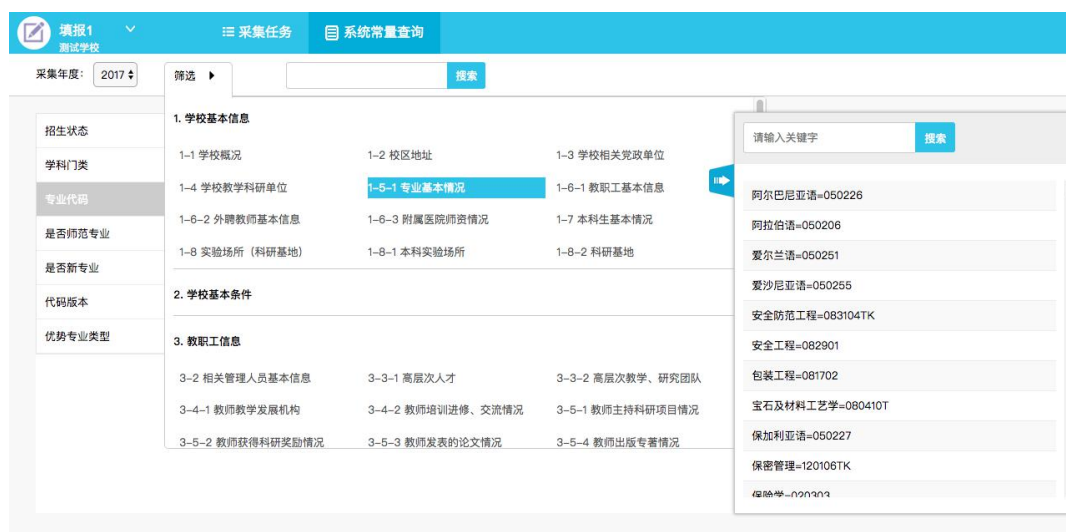 填报1
测试学校
采集任务
系统常量查询
采集年度： 2017
筛选
搜索
招生状态
学科门类
专业代码
是否师范专业
是否新专业
代码版本
优势专业类型
1. 学校基本信息
1-1 学校概况 1-2 校区地址 1-3 学校相关党政单位
1-4 学校教学科研单位 1-5-1 专业基本情况 1-6-1 教职工基本信息
1-6-2 外聘教师基本信息 1-6-3 附属医院师资情况 1-7 本科生基本情况
1-8 实验场所（科研基地） 1-8-1 本科实验场所 1-8-2 科研基地
2. 学校基本条件
3. 教职工信息
3-2 相关管理人员基本信息 3-3-1 高层次人才 3-3-2 高层次教学、研究团队
3-4-1 教师教学发展机构 3-4-2 教师培训进修、交流情况 3-5-1 教师主持科研项目情况
3-5-2 教师获得科研奖励情况 3-5-3 教师发表的论文情况 3-5-4 教师出版专著情况
请输入关键字 搜索
阿尔巴尼亚语=050226
阿拉伯语=050206
爱尔兰语=050251
爱沙尼亚语=050255
安全防范工程=083104TK
安全工程=082901
包装工程=081702
宝石及材料工艺学=080410T
保加利亚语=050227
保密管理=120106TK
保险学=020303